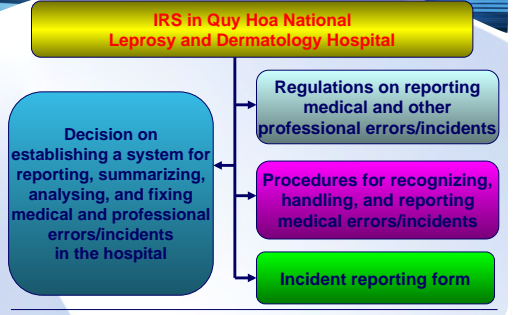 IRS in Quy Hoa National
Leprosy and Dermatology Hospital
Decision on
establishing a system for
reporting, summarizing,
analysing, and fixing
medical and professional
errors/incidents
in the hospital
Regulations on reporting
medical and other
professional errors/incidents
Procedures for recognizing,
handling, and reporting
medical errors/incidents
Incident reporting form